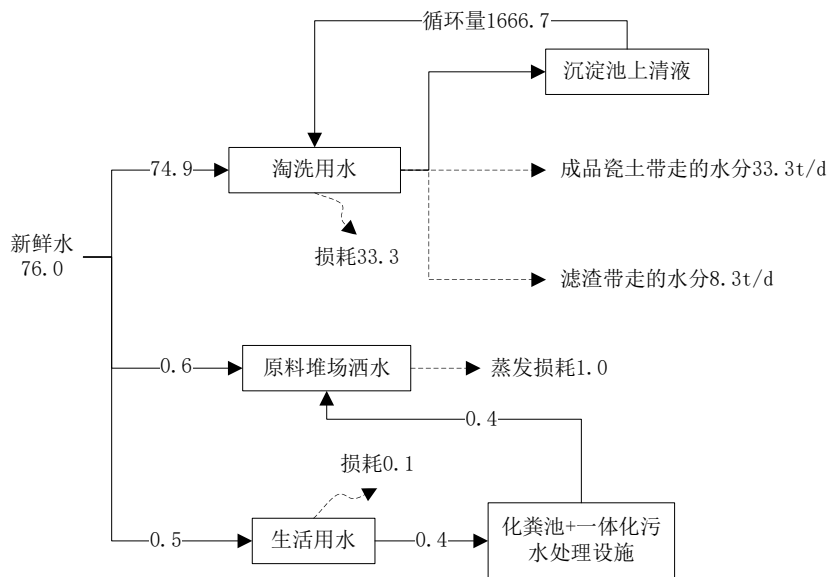 循环量1666.7
沉淀池上清液
74.9
淘洗用水
成品瓷土带走的水分33.3t/d
新鲜水
76.0
损耗33.3
滤渣带走的水分8.3t/d
0.6
原料堆场洒水
蒸发损耗1.0
0.4
损耗0.1
0.5
生活用水
0.4
化粪池+一体化污
水处理设施